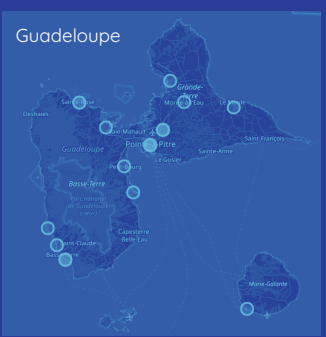 Guadeloupe
Grande-
Terre
Sainte-Rose
Morne-à-l'Eau
Le Moule
Deshaies
Baie-Mahault
Pointe-à-Pitre
Saint-François
Guadeloupe
Sainte-Anne
Le Gosier
Petit-Bourg
Basse-Terre
Parc national
de Guadeloupe
(cœur)
Capesterre
Belle Eau
Saint-Claude
Basse-Terre
Marie-Galante